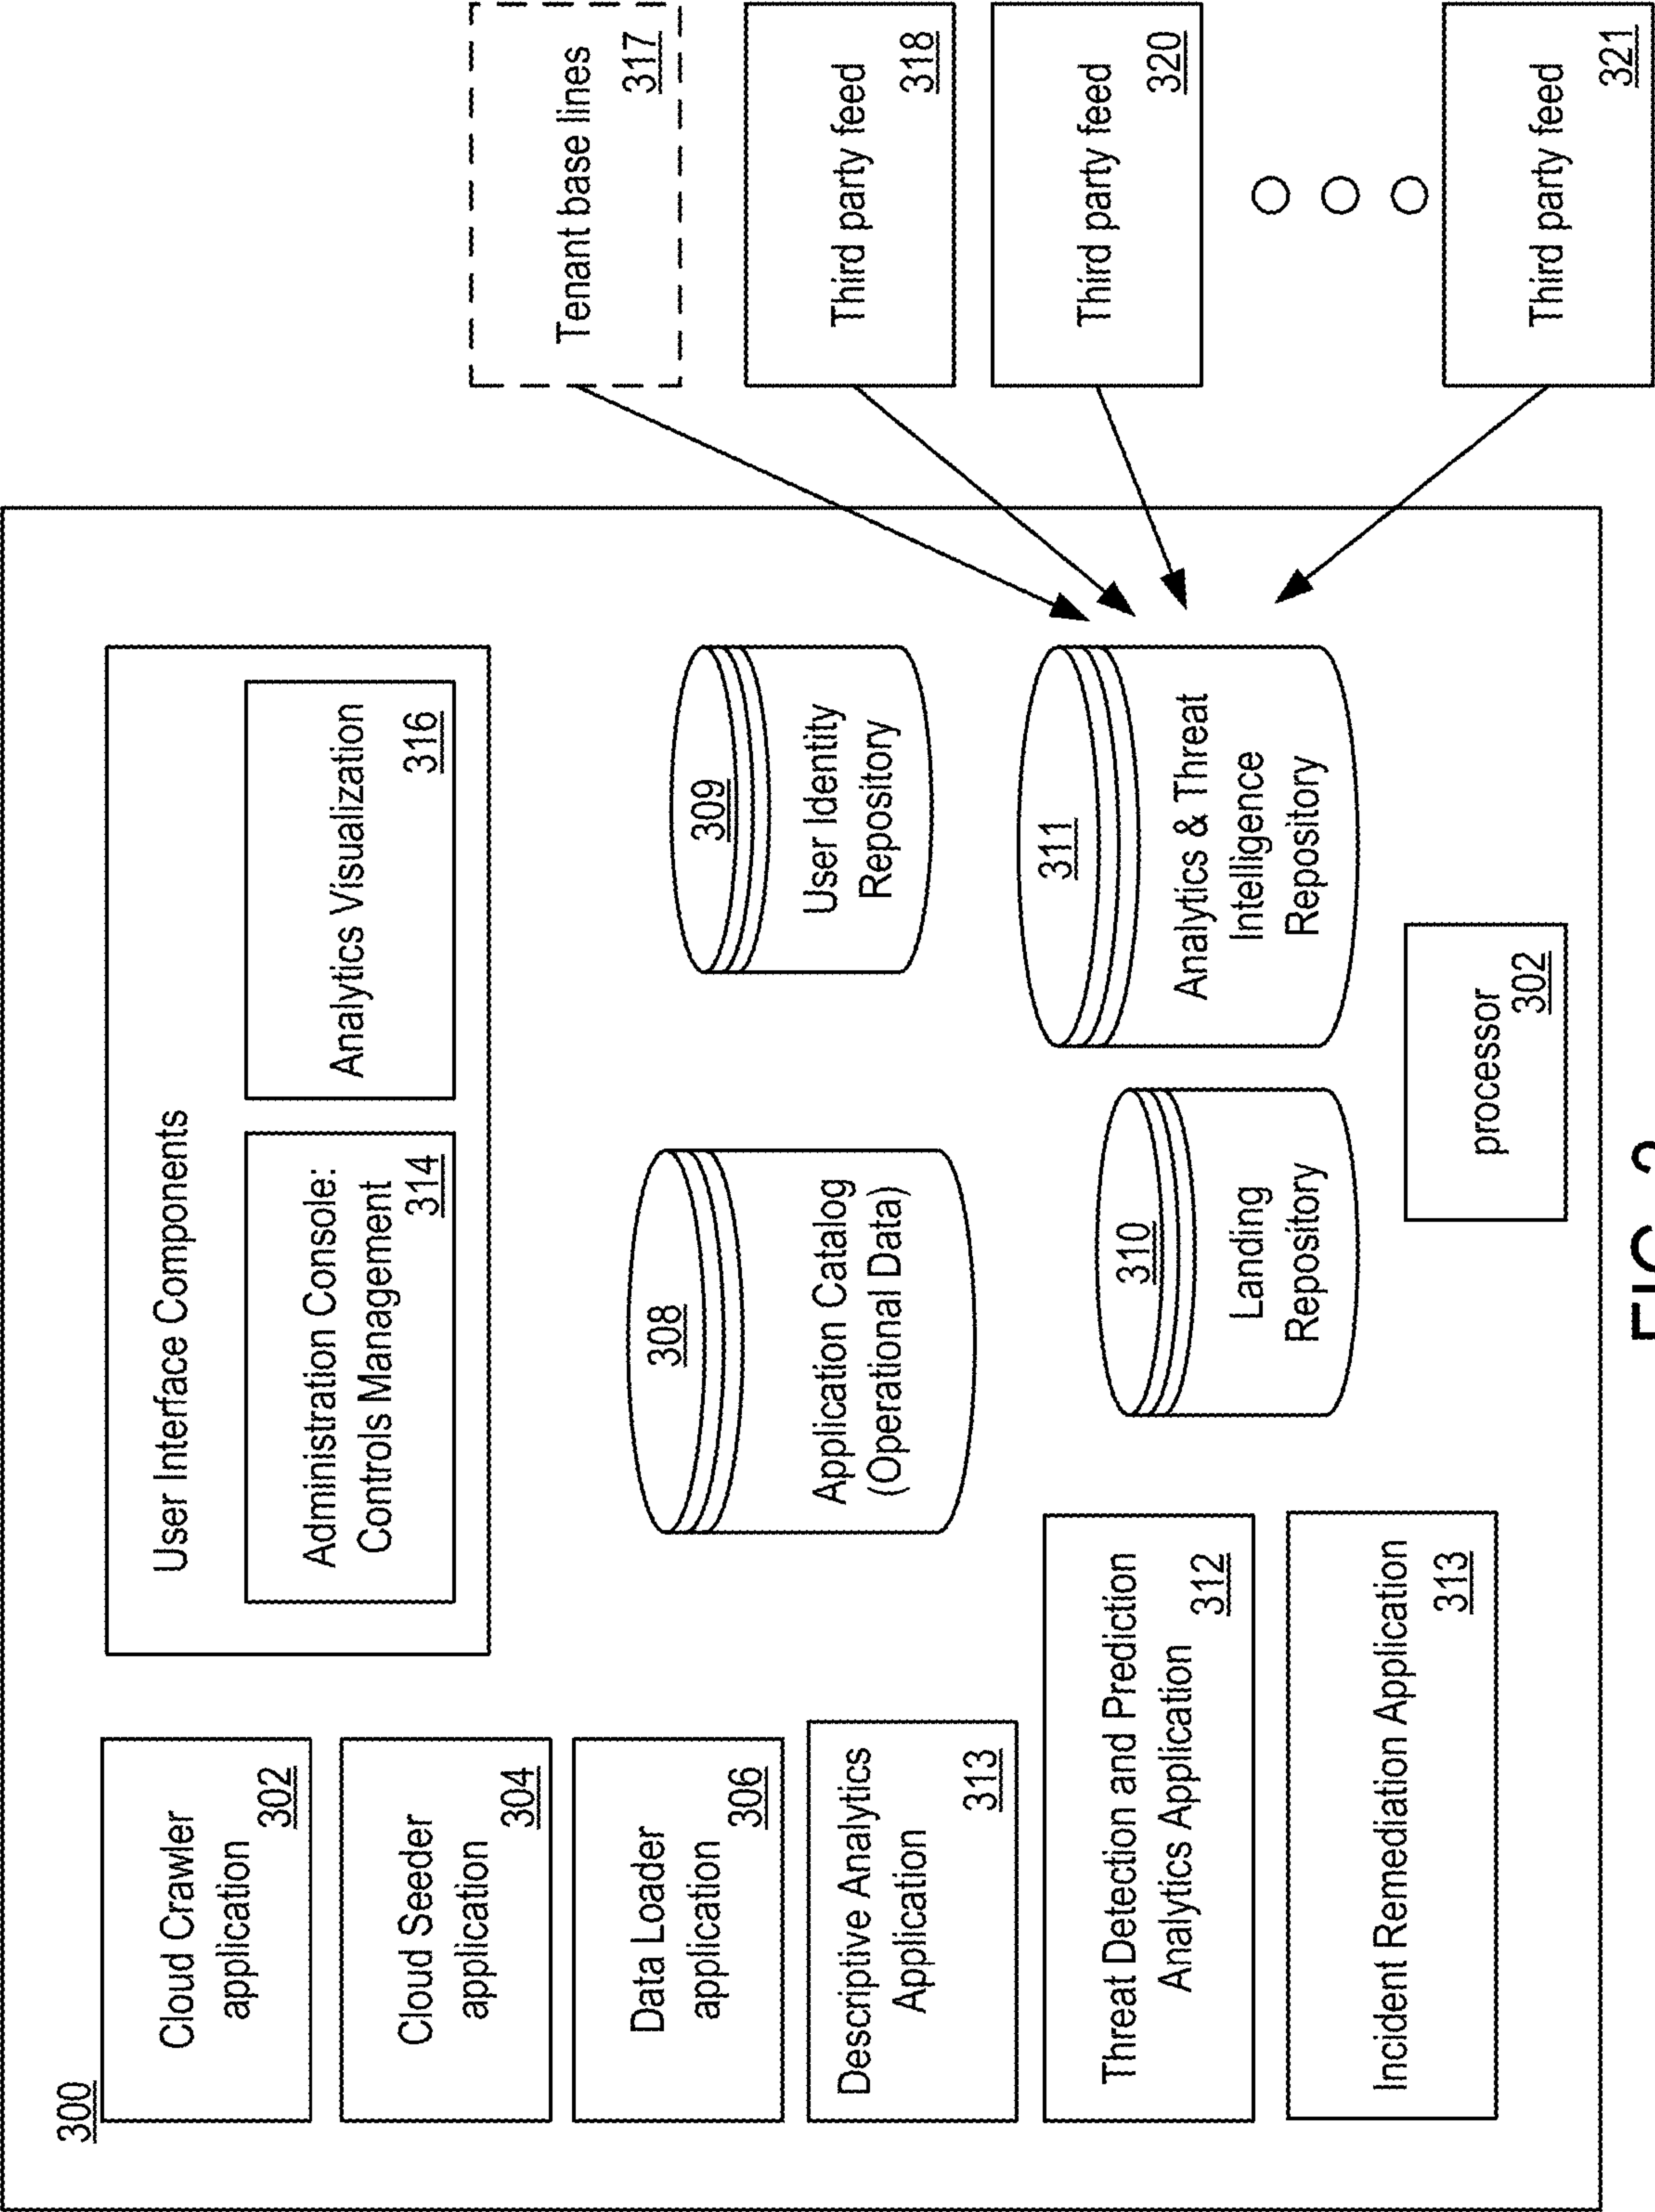 300
Cloud Crawler
application
302
Cloud Seeder
application
304
Data Loader
application
306
Descriptive Analytics
Application
313
Threat Detection and Prediction
Analytics Application
312
Incident Remediation Application
313
User Interface Components
Administration Console:
Controls Management
314
Analytics Visualization
316
308
Application Catalog
(Operational Data)
309
User Identity
Repository
310
Landing
Repository
311
Analytics & Threat
Intelligence
Repository
processor
302
Tenant base lines
317
Third party feed
318
Third party feed
320
Third party feed
321